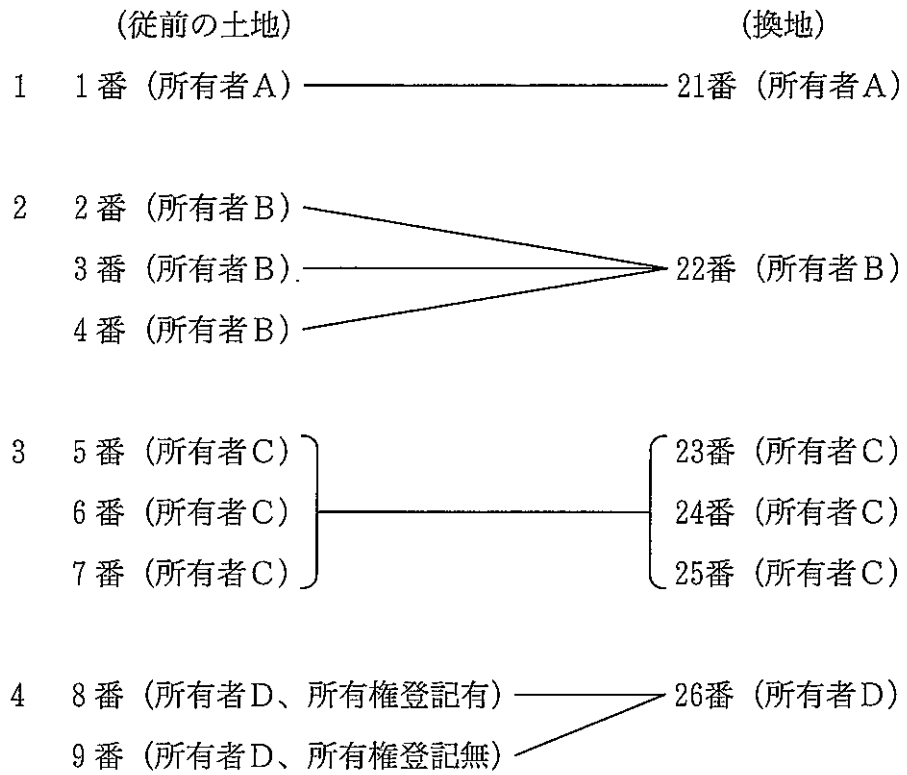 (従前の土地) (換地)
1 1番 (所有者A) 21番 (所有者A)
2 2番 (所有者B)
3番 (所有者B) 22番 (所有者B)
4番 (所有者B)
3 5番 (所有者C) 23番 (所有者C)
6番 (所有者C) 24番 (所有者C)
7番 (所有者C) 25番 (所有者C)
4 8番 (所有者D、所有権登記有) 26番 (所有者D)
9番 (所有者D、所有権登記無)